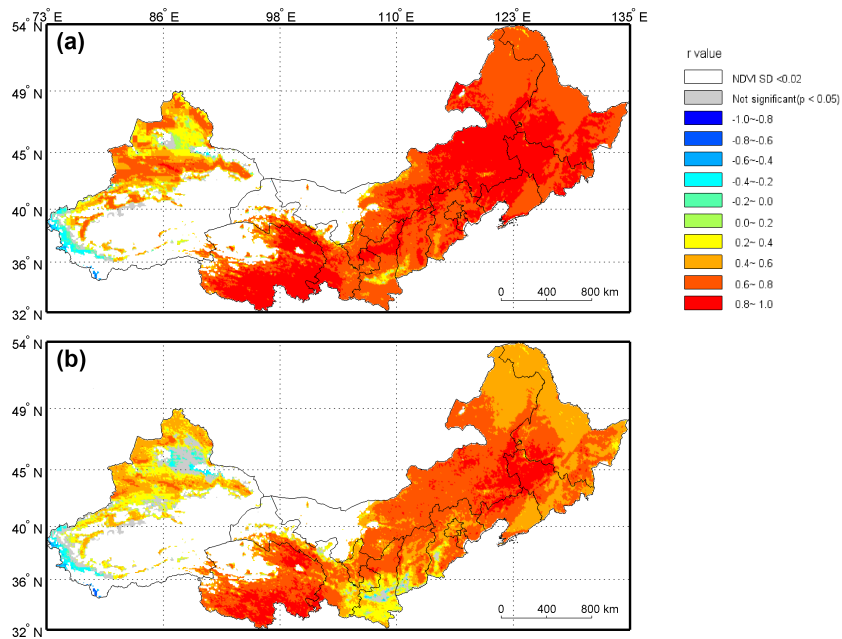 73° E 86° E 98° E 110° E 123° E 135° E
54° N
(a)
49° N
45° N
40° N
36° N
32° N
0 400 800 km
r value
NDVI SD <0.02
Not significant(p < 0.05)
-1.0~-0.8
-0.8~-0.6
-0.6~-0.4
-0.4~-0.2
-0.2~ 0.0
0.0~ 0.2
0.2~ 0.4
0.4~ 0.6
0.6~ 0.8
0.8~ 1.0
54° N
(b)
49° N
45° N
40° N
36° N
32° N
0 400 800 km